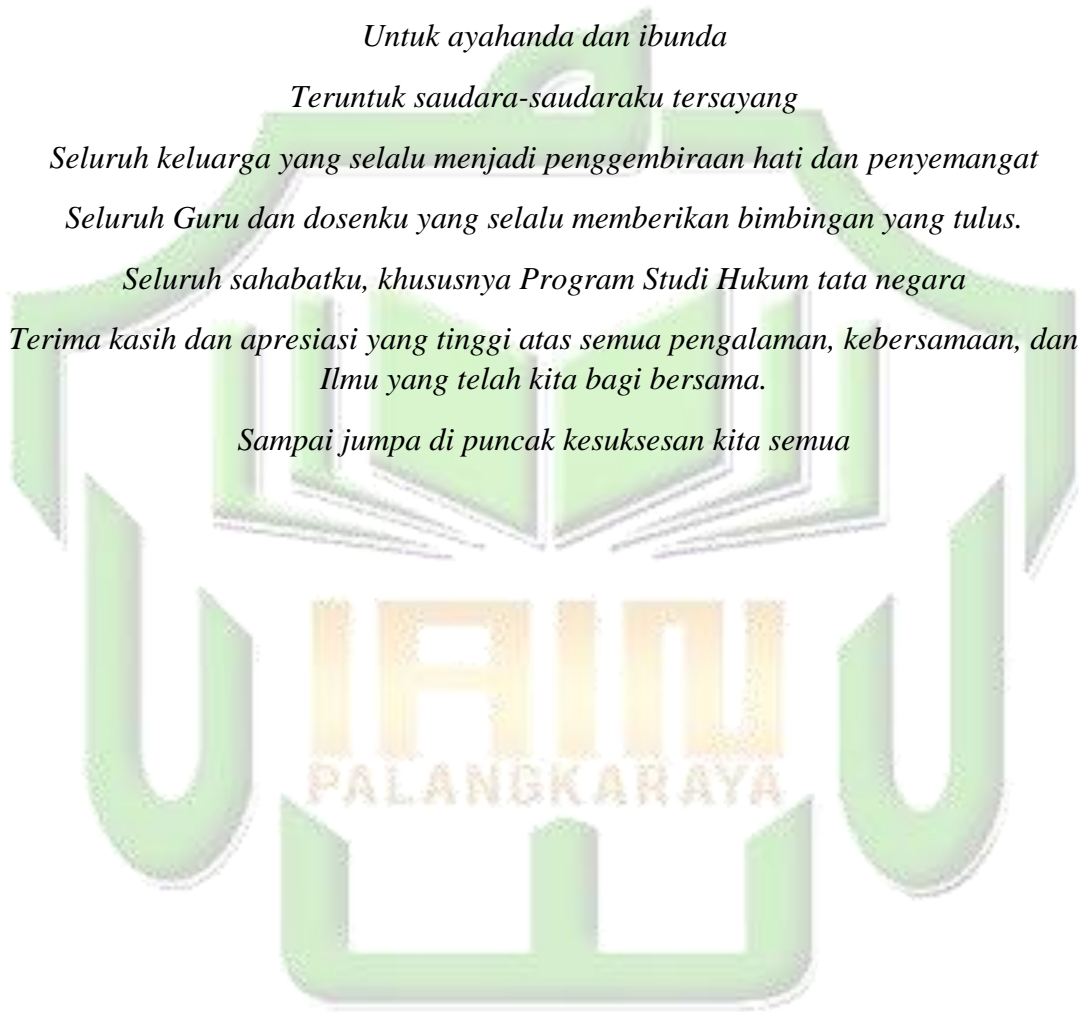 Untuk ayahanda dan ibunda
Teruntuk saudara-saudaraku tersayang
Seluruh keluarga yang selalu menjadi penggembiraan hati dan penyemangat
Seluruh Guru dan dosenku yang selalu memberikan bimbingan yang tulus.
Seluruh sahabatku, khususnya Program Studi Hukum tata negara
Terima kasih dan apresiasi yang tinggi atas semua pengalaman, kebersamaan, dan
Ilmu yang telah kita bagi bersama.
Sampai jumpa di puncak kesuksesan kita semua
IAIN
PALANGKARAYA